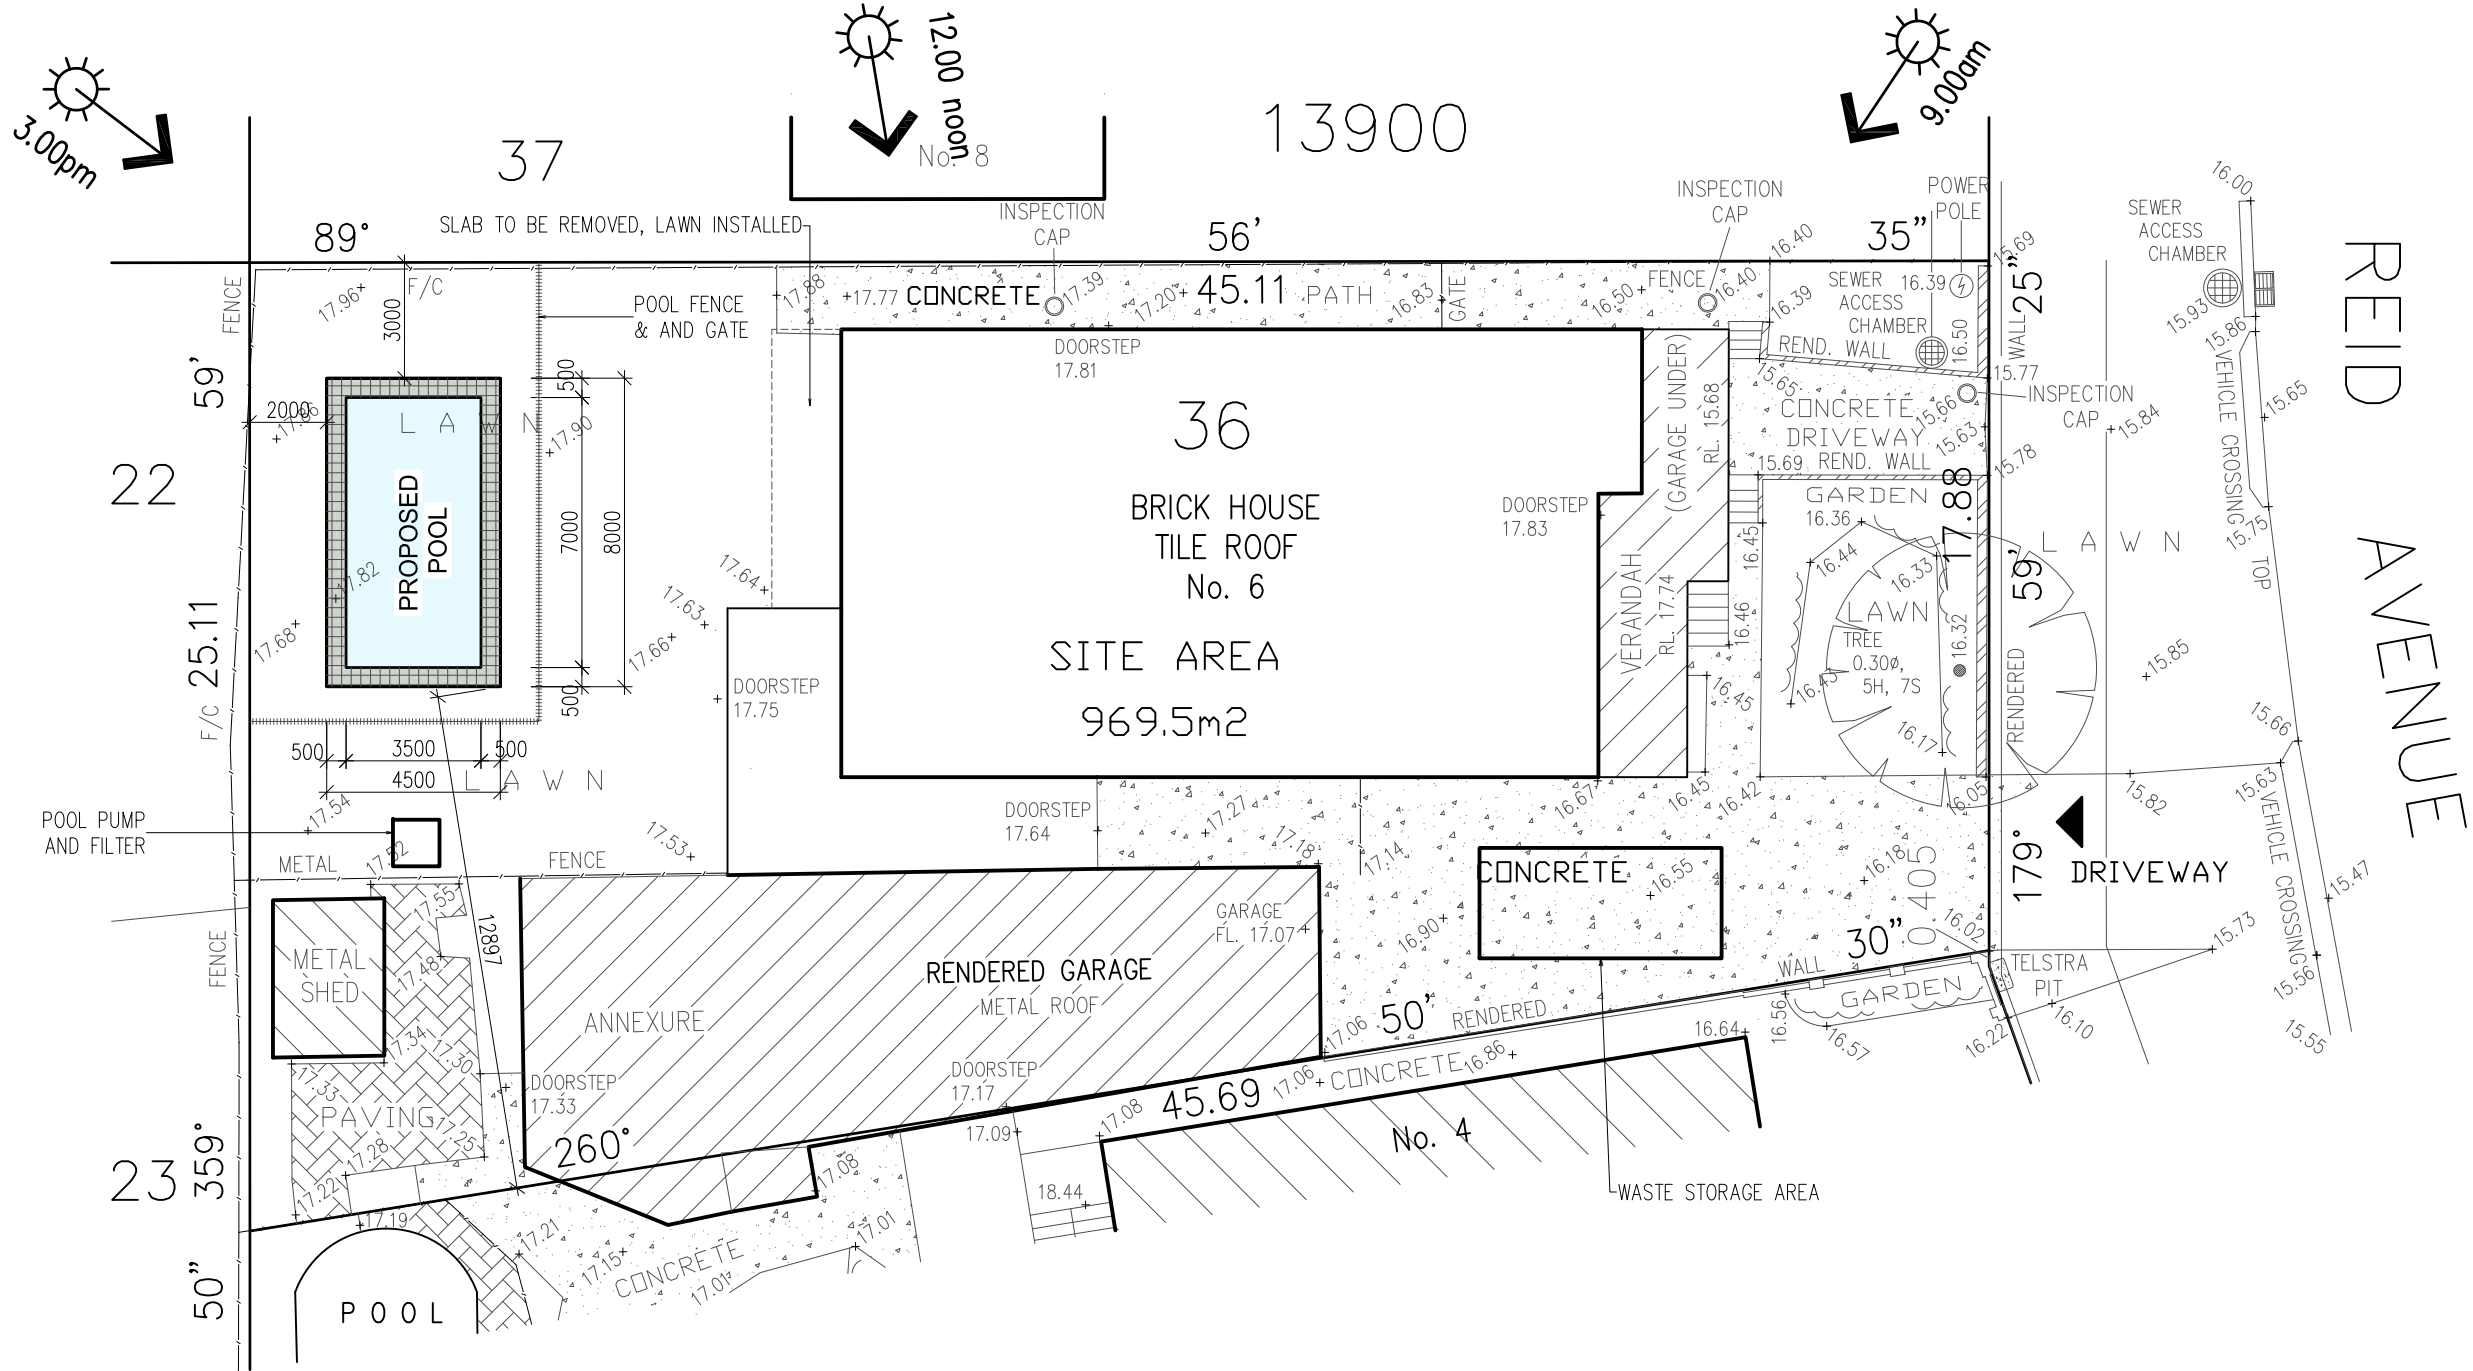 3.00pm
12.00 noon
9.00am
37
No. 8
13900
INSPECTION
CAP
INSPECTION
CAP
POWER
POLE
SEWER
ACCESS
CHAMBER
16.00
REID AVENUE
SLAB TO BE REMOVED, LAWN INSTALLED
89°
56'
35"
16.40
15.69
25"
FENCE
17.96
F/C
3000
POOL FENCE
& AND GATE
17.88
17.77
CONCRETE
17.39
17.20
45.11
PATH
16.83
GATE
16.50
FENCE
16.40
16.39
SEWER
ACCESS
CHAMBER
16.39
16.50
REND. WALL
WALL
15.77
15.93
15.86
VEHICLE CROSSING
15.65
DOORSTEP
17.81
(GARAGE UNDER)
RL. 15.68
15.65
CONCRETE
DRIVEWAY
15.66
15.63
INSPECTION
CAP
15.84
15.69
REND. WALL
15.78
59'
2000
17.86
LAWN
17.90
500
7000
8000
500
22
PROPOSED
POOL
17.82
17.68
F/C
25.11
36
BRICK HOUSE
TILE ROOF
No. 6
SITE AREA
969.5m2
DOORSTEP
17.83
VERANDAH
RL. 17.74
17.64
17.63
17.66
DOORSTEP
17.75
GARDEN
16.36
17.88
16.45
16.44
16.33
LAWN
TREE
0.30ø,
5H, 7S
16.32
16.46
16.43
16.45
16.17
59'
RENDERED
LAWN
15.75
TOP
15.85
15.66
500
3500
500
4500
LAWN
17.54
POOL PUMP
AND FILTER
METAL
17.52
FENCE
17.53
DOORSTEP
17.64
17.27
17.18
17.14
16.67
16.45
16.42
16.05
15.82
15.63
VEHICLE CROSSING
15.47
179°
DRIVEWAY
CONCRETE
16.55
16.18
0.405
16.90
16.02
15.73
15.56
15.55
FENCE
METAL
SHED
17.55
17.48
12897
17.34
17.30
17.33
ANNEXURE
RENDERED GARAGE
METAL ROOF
GARAGE
FL. 17.07
17.06
50'
RENDERED
WALL
30"
GARDEN
TELSTRA
PIT
16.56
16.57
16.22
16.10
16.64
16.86
CONCRETE
17.06
DOORSTEP
17.33
DOORSTEP
17.17
17.09
17.08
45.69
No. 4
PAVING
17.25
17.28
17.22
17.19
260°
17.08
18.44
WASTE STORAGE AREA
23
359°
50"
17.21
17.15
CONCRETE
17.01
17.01
POOL